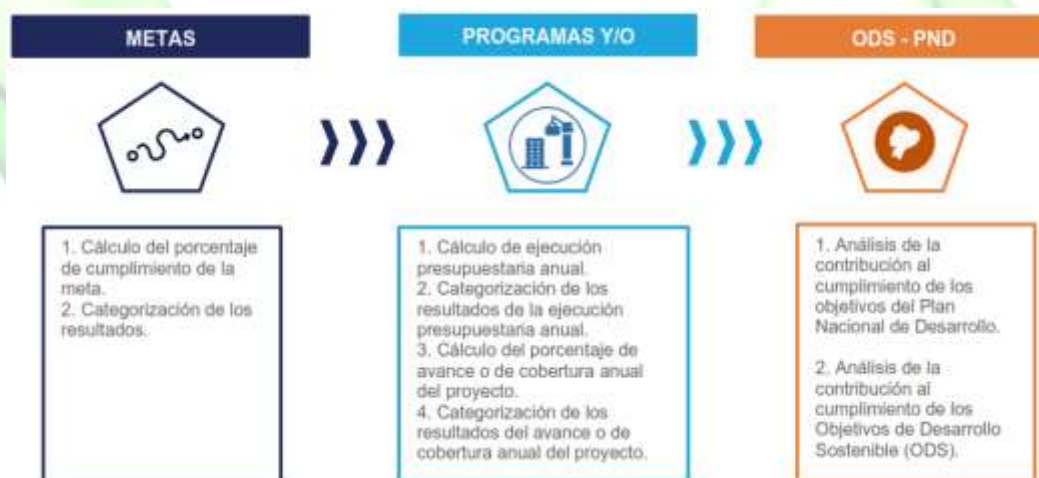 METAS
PROGRAMAS Y/O
ODS - PND
1. Cálculo del porcentaje
de cumplimiento de la
meta.
2. Categorización de los
resultados.
1. Cálculo de ejecución
presupuestaria anual.
2. Categorización de los
resultados de la ejecución
presupuestaria anual.
3. Cálculo del porcentaje de
avance o de cobertura anual
del proyecto.
4. Categorización de los
resultados del avance o de
cobertura anual del proyecto.
1. Análisis de la
contribución al
cumplimiento de los
objetivos del Plan
Nacional de Desarrollo.
2. Análisis de la
contribución al
cumplimiento de los
Objetivos de Desarrollo
Sostenible (ODS).